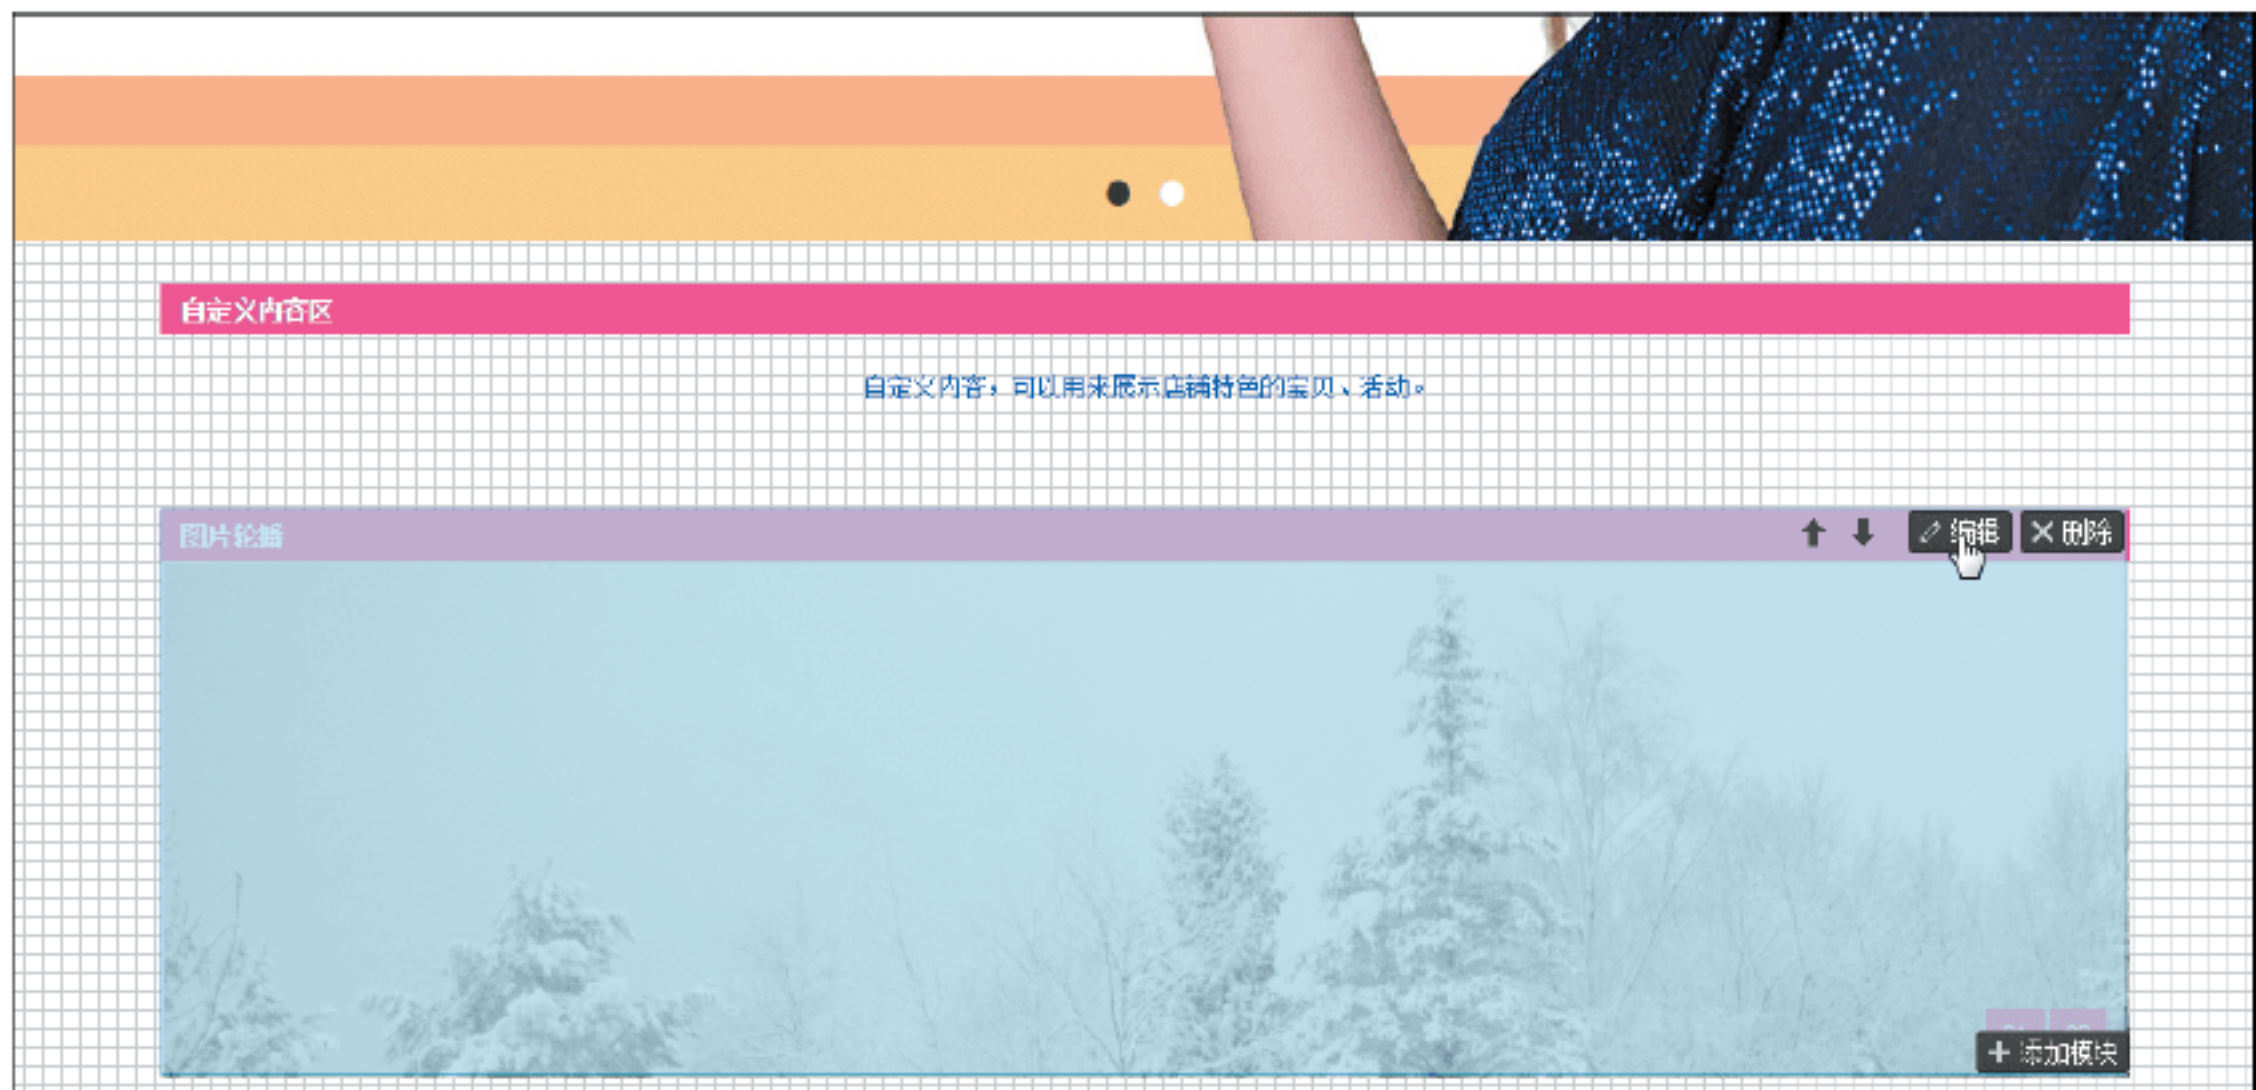 自定义内容区
自定义内容，可以用来展示店铺特色的宝贝、活动。
图片轮播
编辑
删除
添加模块